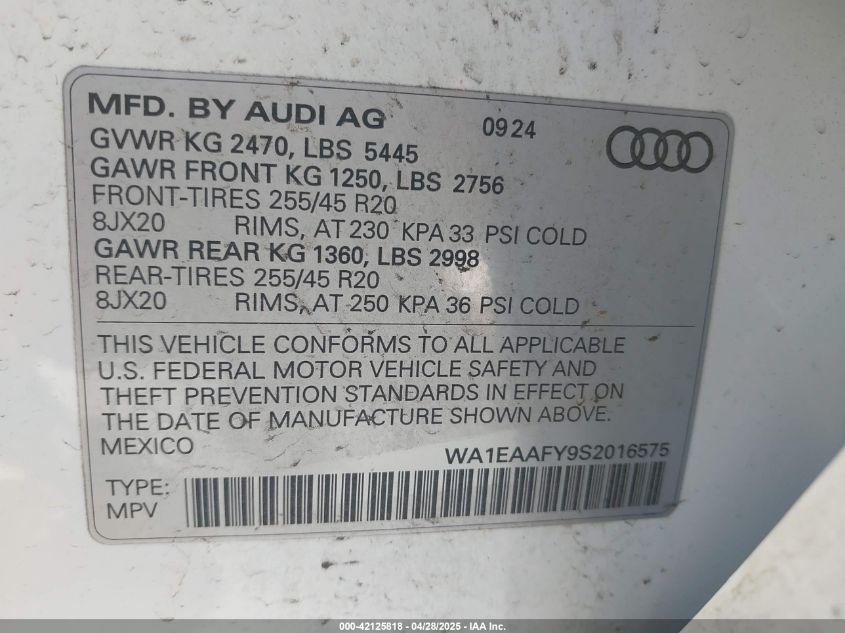 MFD. BY AUDI AG 09 24
GVWR KG 2470, LBS 5445
GAWR FRONT KG 1250, LBS 2756
FRONT-TIRES 255/45 R20
8JX20 RIMS, AT 230 KPA 33 PSI COLD
GAWR REAR KG 1360, LBS 2998
REAR-TIRES 255/45 R20
8JX20 RIMS, AT 250 KPA 36 PSI COLD
THIS VEHICLE CONFORMS TO ALL APPLICABLE
U.S. FEDERAL MOTOR VEHICLE SAFETY AND
THEFT PREVENTION STANDARDS IN EFFECT ON
THE DATE OF MANUFACTURE SHOWN ABOVE.
MEXICO WA1EAAFY9S2016575
TYPE:
MPV
000-42125818 - 04/28/2025 - IAA Inc.